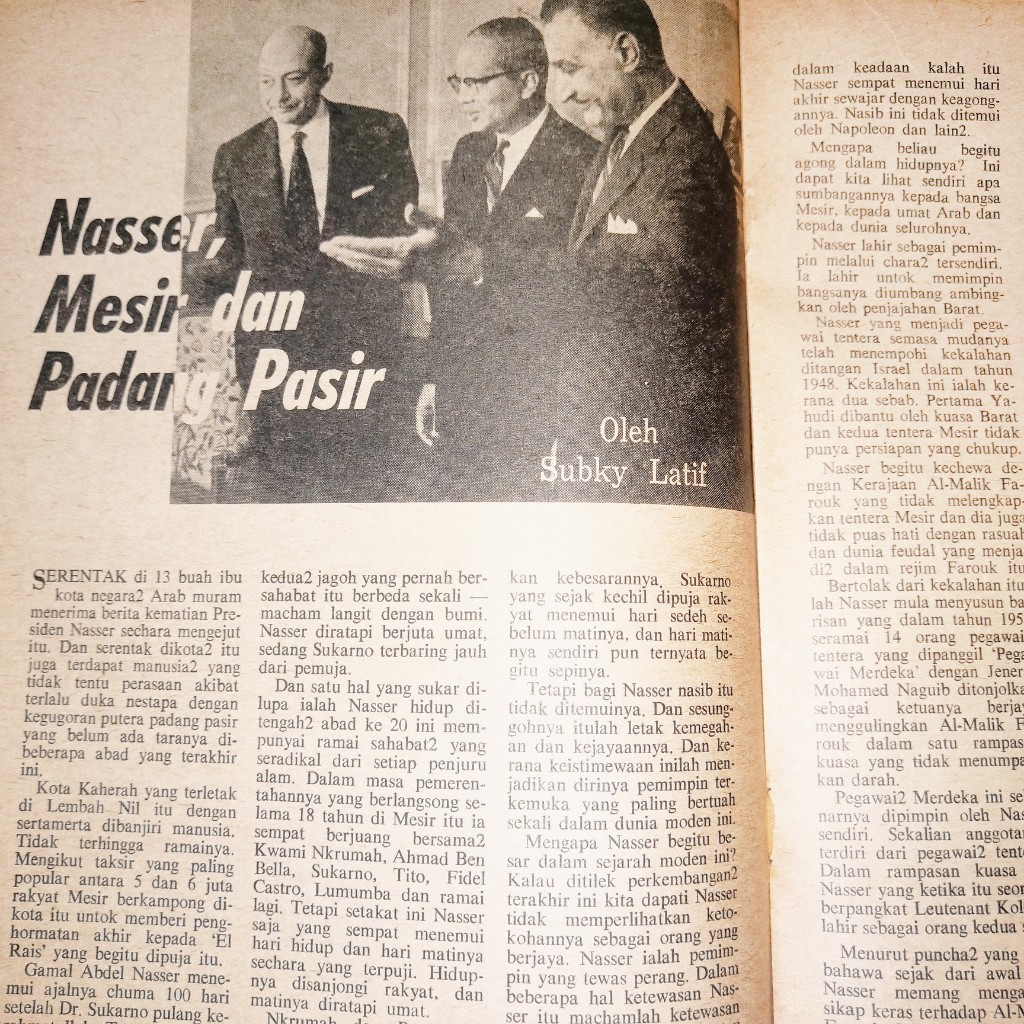 Nasser,
Mesir dan
Padang Pasir
Oleh
Subky Latif
SERENTAK di 13 buah ibu
kota negara2 Arab muram
menerima berita kematian Pre-
siden Nasser sechara mengejut
itu. Dan serentak dikota2 itu
juga terdapat manusia2 yang
tidak tentu perasaan akibat
terlalu duka nestapa dengan
kegugoran putera padang pasir
yang belum ada taranya di-
beberapa abad yang terakhir
ini.
Kota Kaherah yang terletak
di Lembah Nil itu dengan
sertamerta dibanjiri manusia.
Tidak terhingga ramainya.
Mengikut taksir yang paling
popular antara 5 dan 6 juta
rakyat Mesir berkampong di-
kota itu untok memberi peng-
hormatan akhir kepada 'El
Rais' yang begitu dipuja itu.
Gamal Abdel Nasser mene-
mui ajalnya chuma 100 hari
setelah Dr. Sukarno pulang ke-
kedua2 jagoh yang pernah ber-
sahabat itu berbeda sekali —
macham langit dengan bumi.
Nasser diratapi berjuta umat,
sedang Sukarno terbaring jauh
dari pemuja.
Dan satu hal yang sukar di-
lupa ialah Nasser hidup di-
tengah2 abad ke 20 ini mem-
punyai ramai sahabat2 yang
seradikal dari setiap penjuru
alam. Dalam masa pemeren-
tahannya yang berlangsong se-
lama 18 tahun di Mesir itu ia
sempat berjuang bersama2
Kwami Nkrumah, Ahmad Ben
Bella, Sukarno, Tito, Fidel
Castro, Lumumba dan ramai
lagi. Tetapi setakat ini Nasser
saja yang sempat menemui
hari hidup dan hari matinya
sechara yang terpuji. Hidup-
nya disanjongi rakyat, dan
matinya diratapi umat.
Nkrumah
kan kebesarannya. Sukarno
yang sejak kechil dipuja rak-
yat menemui hari sedeh se-
belum matinya, dan hari mati-
nya sendiri pun ternyata be-
gitu sepinya.
Tetapi bagi Nasser nasib itu
tidak ditemuinya. Dan sesung-
gohnya itulah letak kemegah-
an dan kejayaannya. Dan ke-
rana keistimewaan inilah men-
jadikan dirinya pemimpin ter-
kemuka yang paling bertuah
sekali dalam dunia moden ini.
Mengapa Nasser begitu be-
sar dalam sejarah moden ini?
Kalau ditilek perkembangan2
terakhir ini kita dapati Nasser
tidak memperlihatkan keto-
kohannya sebagai orang yang
berjaya. Nasser ialah pemim-
pin yang tewas perang. Dalam
beberapa hal ketewasan Nas-
ser itu machamlah ketewasan
dalam keadaan kalah itu
Nasser sempat menemui hari
akhir sewajar dengan keagong-
annya. Nasib ini tidak ditemui
oleh Napoleon dan lain2.
Mengapa beliau begitu
agong dalam hidupnya? Ini
dapat kita lihat sendiri apa
sumbangannya kepada bangsa
Mesir, kepada umat Arab dan
kepada dunia selurohnya.
Nasser lahir sebagai pemim-
pin melalui chara2 tersendiri.
Ia lahir untok memimpin
bangsanya diumbang ambing-
kan oleh penjajahan Barat.
Nasser yang menjadi pega-
wai tentera semasa mudanya
telah menempohi kekalahan
ditangan Israel dalam tahun
1948. Kekalahan ini ialah ke-
rana dua sebab. Pertama Ya-
hudi dibantu oleh kuasa Barat
dan kedua tentera Mesir tidak
punya persiapan yang chukup.
Nasser begitu kechewa de-
ngan Kerajaan Al-Malik Fa-
rouk yang tidak melengkap-
kan tentera Mesir dan dia juga
tidak puas hati dengan rasuah
dan dunia feudal yang menja
di2 dalam rejim Farouk itu
Bertolak dari kekalahan itu
lah Nasser mula menyusun ba
risan yang dalam tahun 195
seramai 14 orang pegawai
tentera yang dipanggil 'Pega
wai Merdeka' dengan Jener
Mohamed Naguib ditonjolka
sebagai ketuanya berjay
menggulingkan Al-Malik F
rouk dalam satu rampas
kuasa yang tidak menumpa
kan darah.
Pegawai2 Merdeka ini se
narnya dipimpin oleh Nas
sendiri. Sekalian anggotan
terdiri dari pegawai2 tente
Dalam rampasan kuasa
Nasser yang ketika itu seor
berpangkat Leutenant Kol
lahir sebagai orang kedua
Menurut puncha2 yang
bahawa sejak dari awal
Nasser memang menga
sikap keras terhadap Al-M